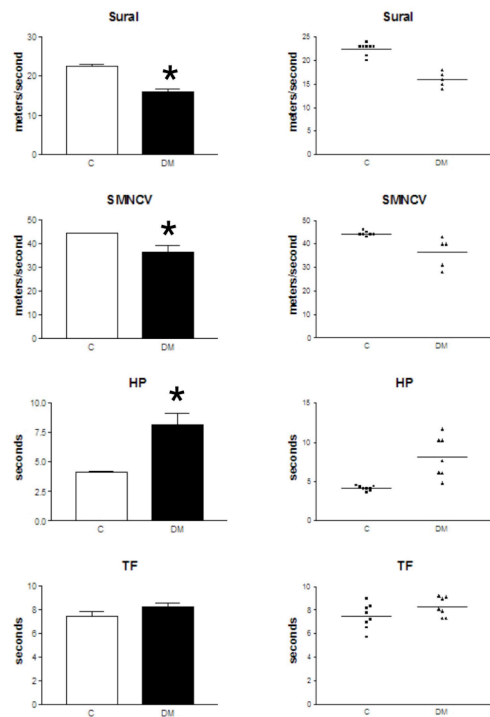 Sural
meters/second
30
20
10
0
*
C
DM
Sural
meters/second
25
20
15
10
5
0
C
DM
SMNCV
meters/second
50
40
30
20
10
0
*
C
DM
SMNCV
meters/second
50
40
30
20
10
0
C
DM
HP
seconds
10.0
7.5
5.0
2.5
0.0
*
C
DM
HP
seconds
15
10
5
0
C
DM
TF
seconds
10
8
6
4
2
0
C
DM
TF
seconds
10
8
6
4
2
0
C
DM